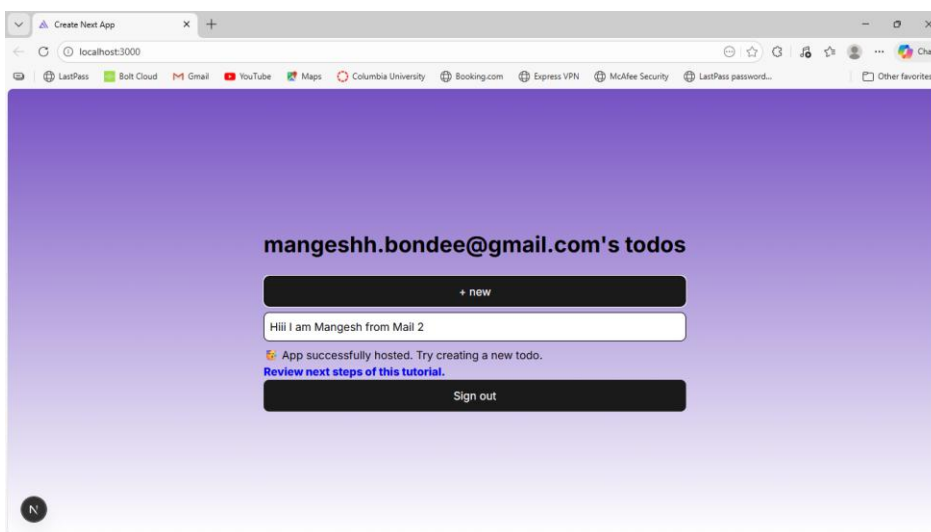 Create Next App
localhost:3000
Cha
LastPass
Bolt Cloud
Gmail
YouTube
Maps
Columbia University
Booking.com
Express VPN
McAfee Security
LastPass password...
Other favorites
mangeshh.bondee@gmail.com's todos
+ new
Hiii I am Mangesh from Mail 2
🥳 App successfully hosted. Try creating a new todo.
Review next steps of this tutorial.
Sign out
N